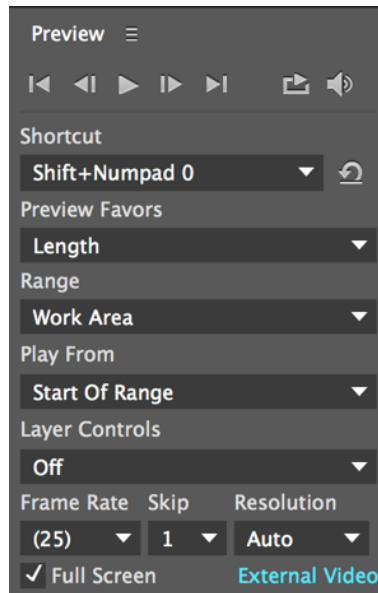 Preview
Shortcut
Shift+Numpad 0
Preview Favors
Length
Range
Work Area
Play From
Start Of Range
Layer Controls
Off
Frame Rate Skip Resolution
(25) 1 Auto
Full Screen External Video